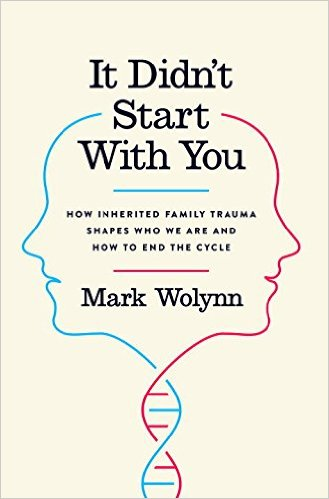 It Didn't
Start
With You
HOW INHERITED FAMILY TRAUMA
SHAPES WHO WE ARE AND
HOW TO END THE CYCLE
Mark Wolynn